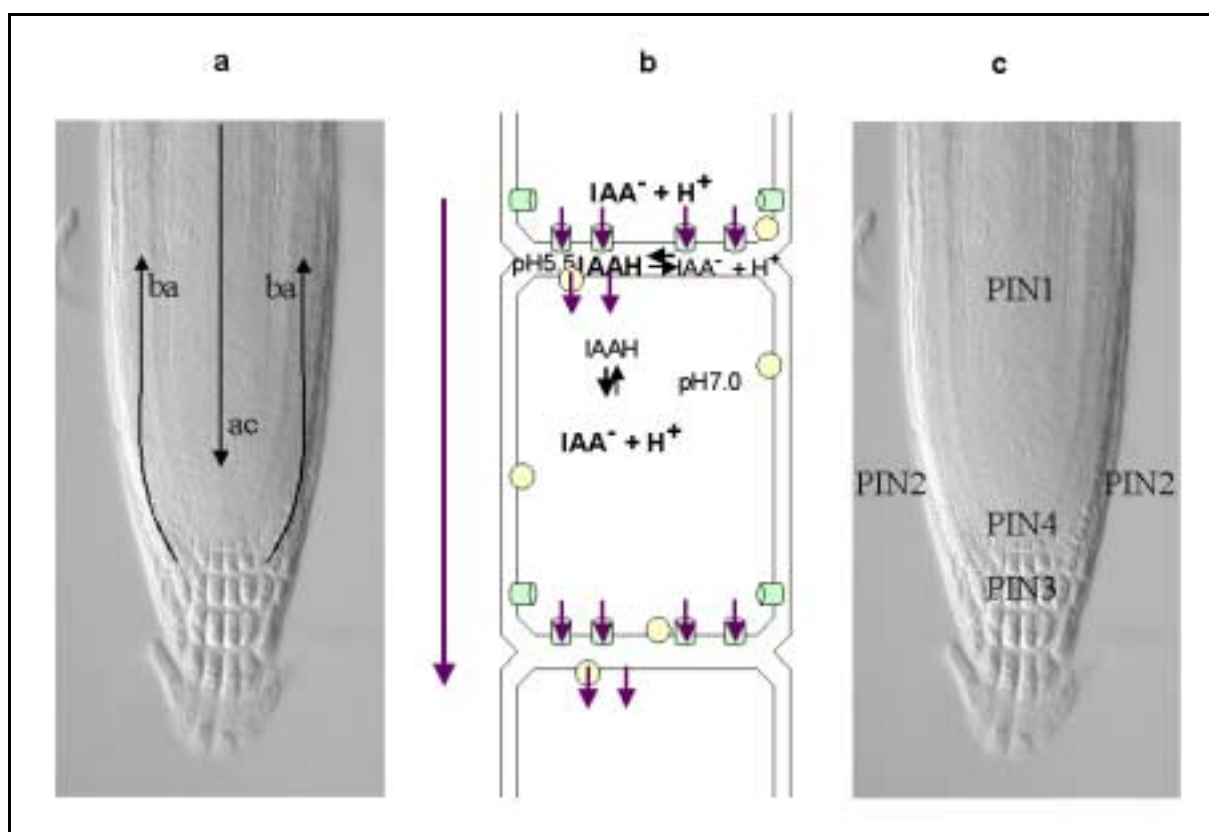 a
b
c
IAA⁻ + H⁺
pH5.5 IAAH IAA⁻ + H⁺
ba
ba
PIN1
IAAH
pH7.0
ac
IAA⁻ + H⁺
PIN2
PIN2
PIN4
PIN3